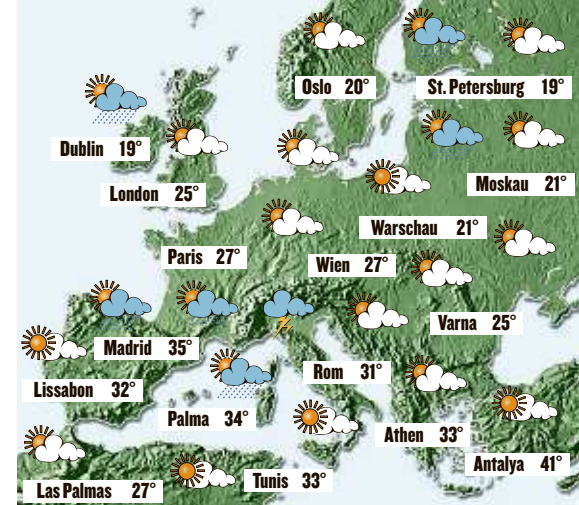 Oslo 20°
St. Petersburg 19°
Dublin 19°
London 25°
Moskau 21°
Warschau 21°
Paris 27°
Wien 27°
Varna 25°
Madrid 35°
Rom 31°
Lissabon 32°
Palma 34°
Athen 33°
Antalya 41°
Tunis 33°
Las Palmas 27°